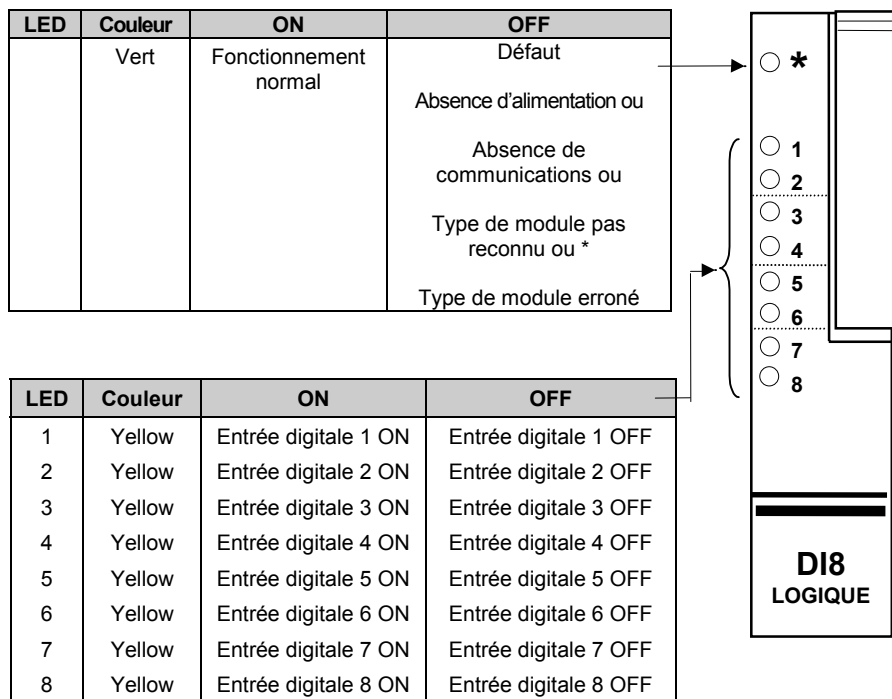 LED Couleur ON OFF
Vert Fonctionnement normal Défaut
Absence d'alimentation ou
Absence de communications ou
Type de module pas reconnu ou *
Type de module erroné
*
1
2
3
4
5
6
7
8
LED Couleur ON OFF
1 Yellow Entrée digitale 1 ON Entrée digitale 1 OFF
2 Yellow Entrée digitale 2 ON Entrée digitale 2 OFF
3 Yellow Entrée digitale 3 ON Entrée digitale 3 OFF
4 Yellow Entrée digitale 4 ON Entrée digitale 4 OFF
5 Yellow Entrée digitale 5 ON Entrée digitale 5 OFF
6 Yellow Entrée digitale 6 ON Entrée digitale 6 OFF
7 Yellow Entrée digitale 7 ON Entrée digitale 7 OFF
8 Yellow Entrée digitale 8 ON Entrée digitale 8 OFF
DI8
LOGIQUE